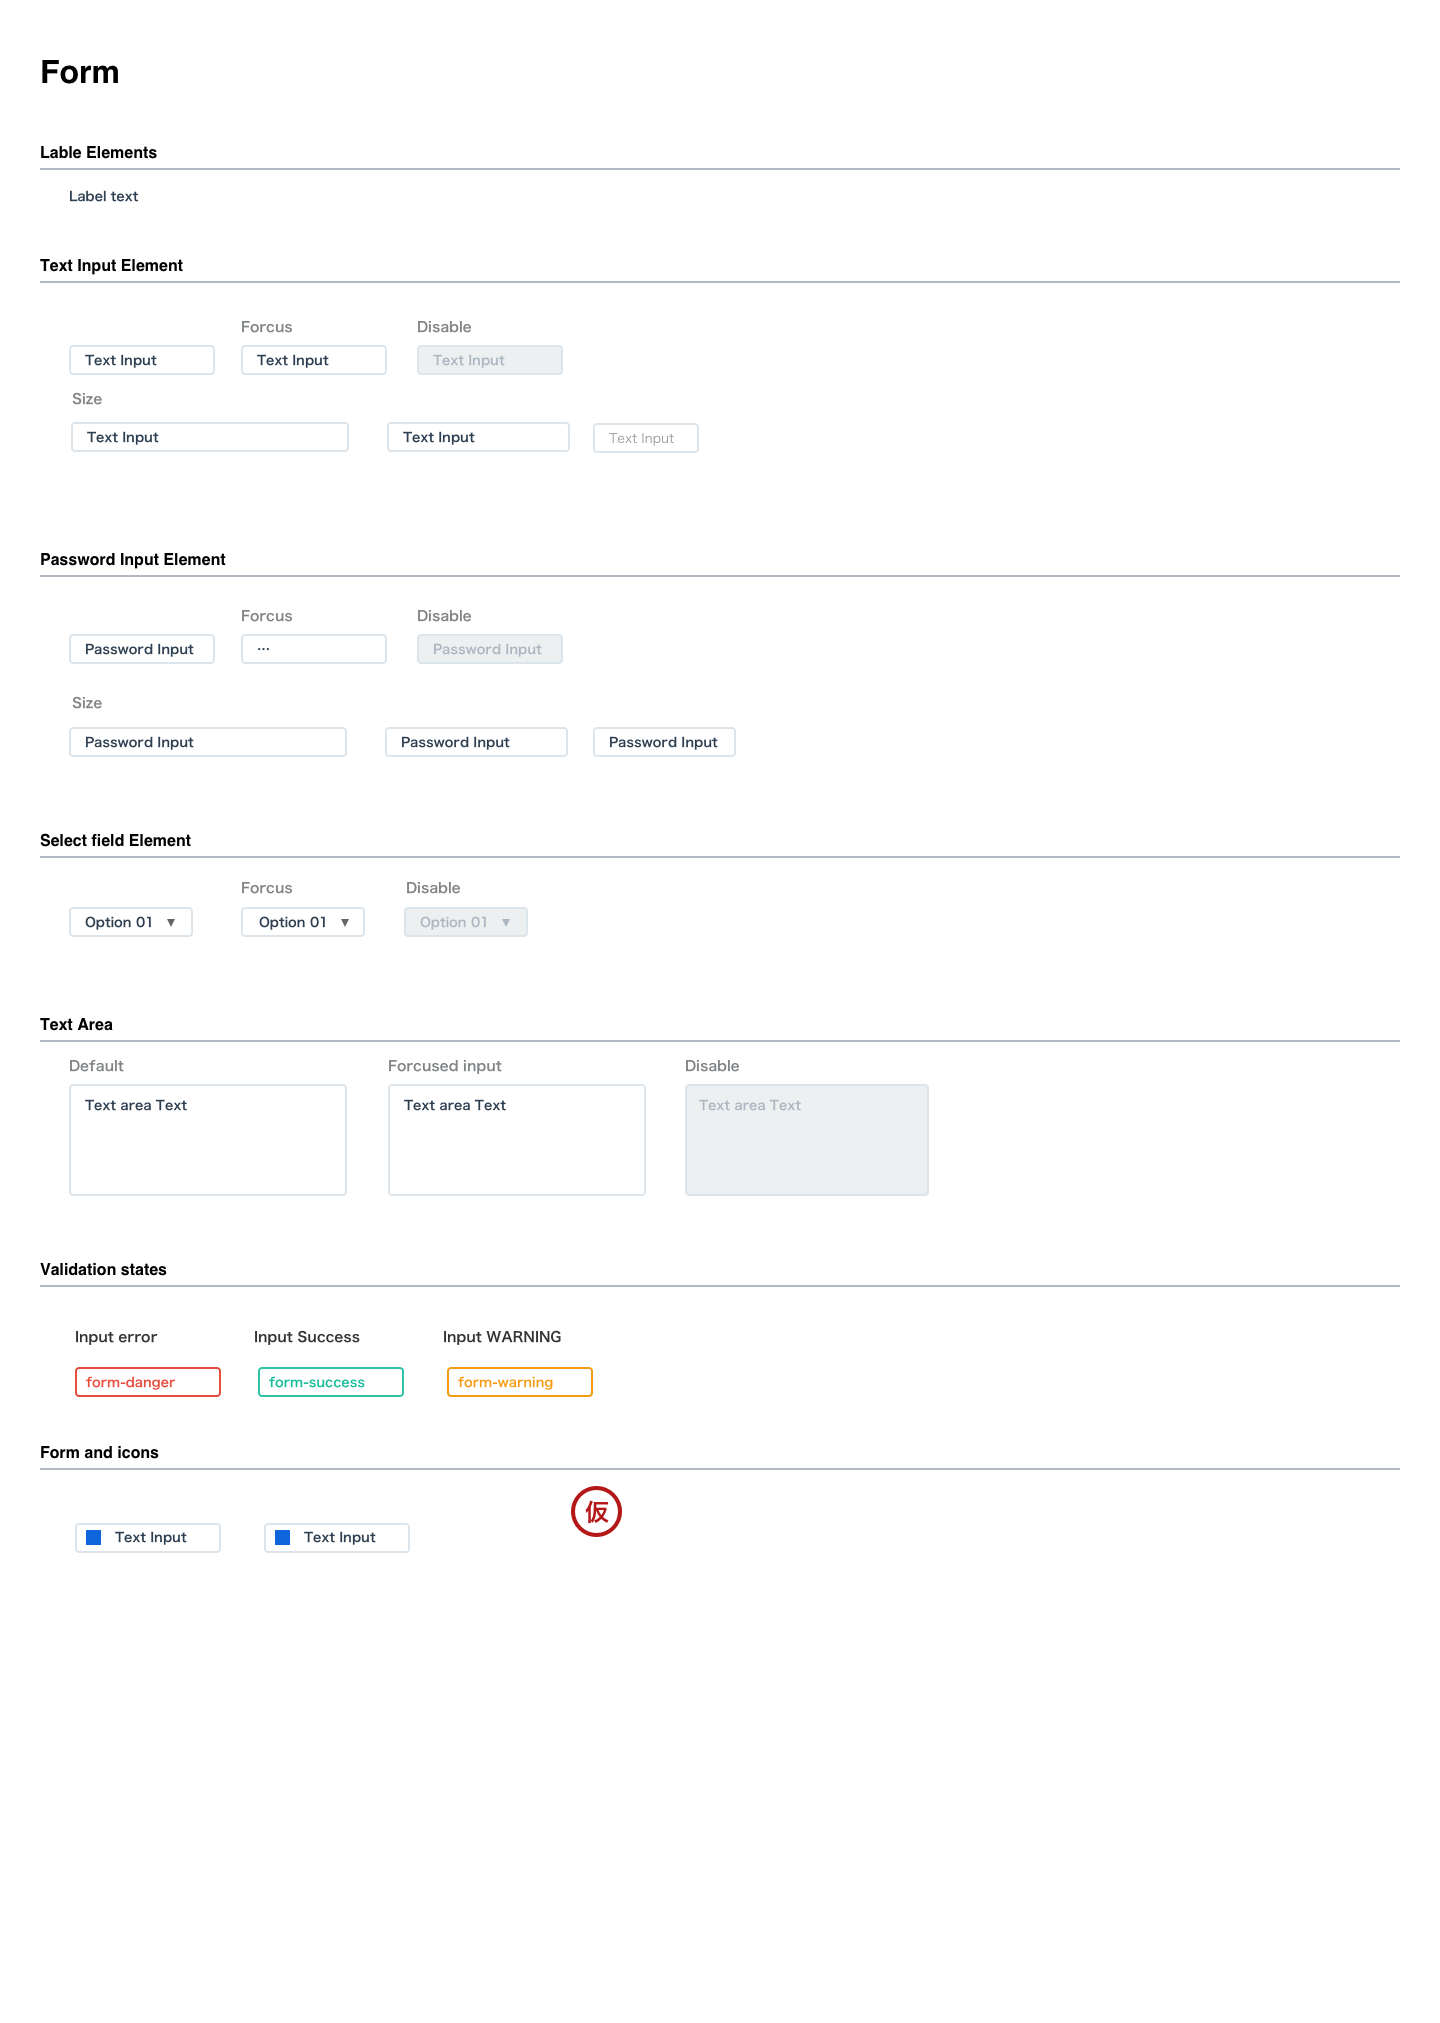 Form
Lable Elements
Label text
Text Input Element
Forcus Disable
Text Input Text Input Text Input
Size
Text Input Text Input Text Input
Password Input Element
Forcus Disable
Password Input ··· Password Input
Size
Password Input Password Input Password Input
Select field Element
Forcus Disable
Option 01 ▼ Option 01 ▼ Option 01 ▼
Text Area
Default Forcused input Disable
Text area Text Text area Text Text area Text
Validation states
Input error Input Success Input WARNING
form-danger form-success form-warning
Form and icons
仮
Text Input Text Input